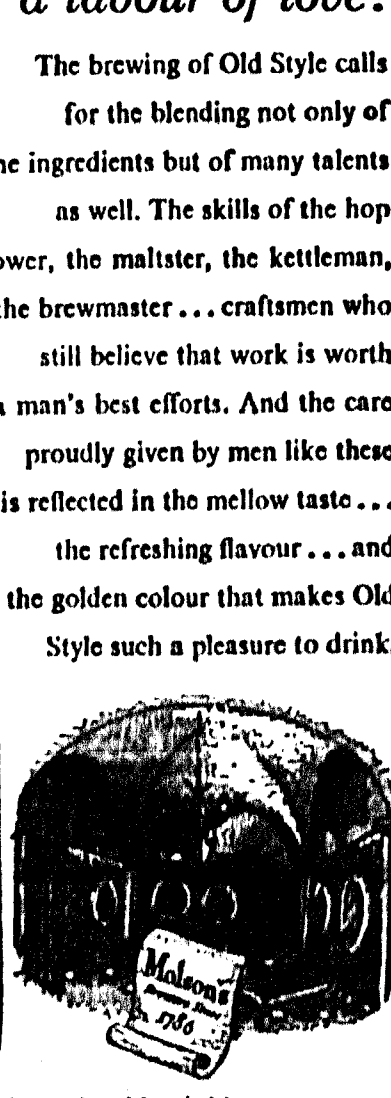 a labour of love.
The brewing of Old Style calls
for the blending not only of
ingredients but of many talents
as well. The skills of the hop
the maltster, the kettleman,
the brewmaster ... craftsmen who
still believe that work is worth
a man's best efforts. And the care
proudly given by men like these
is reflected in the mellow taste ...
the refreshing flavour ... and
the golden colour that makes Old
Style such a pleasure to drink.
Molson's
1786